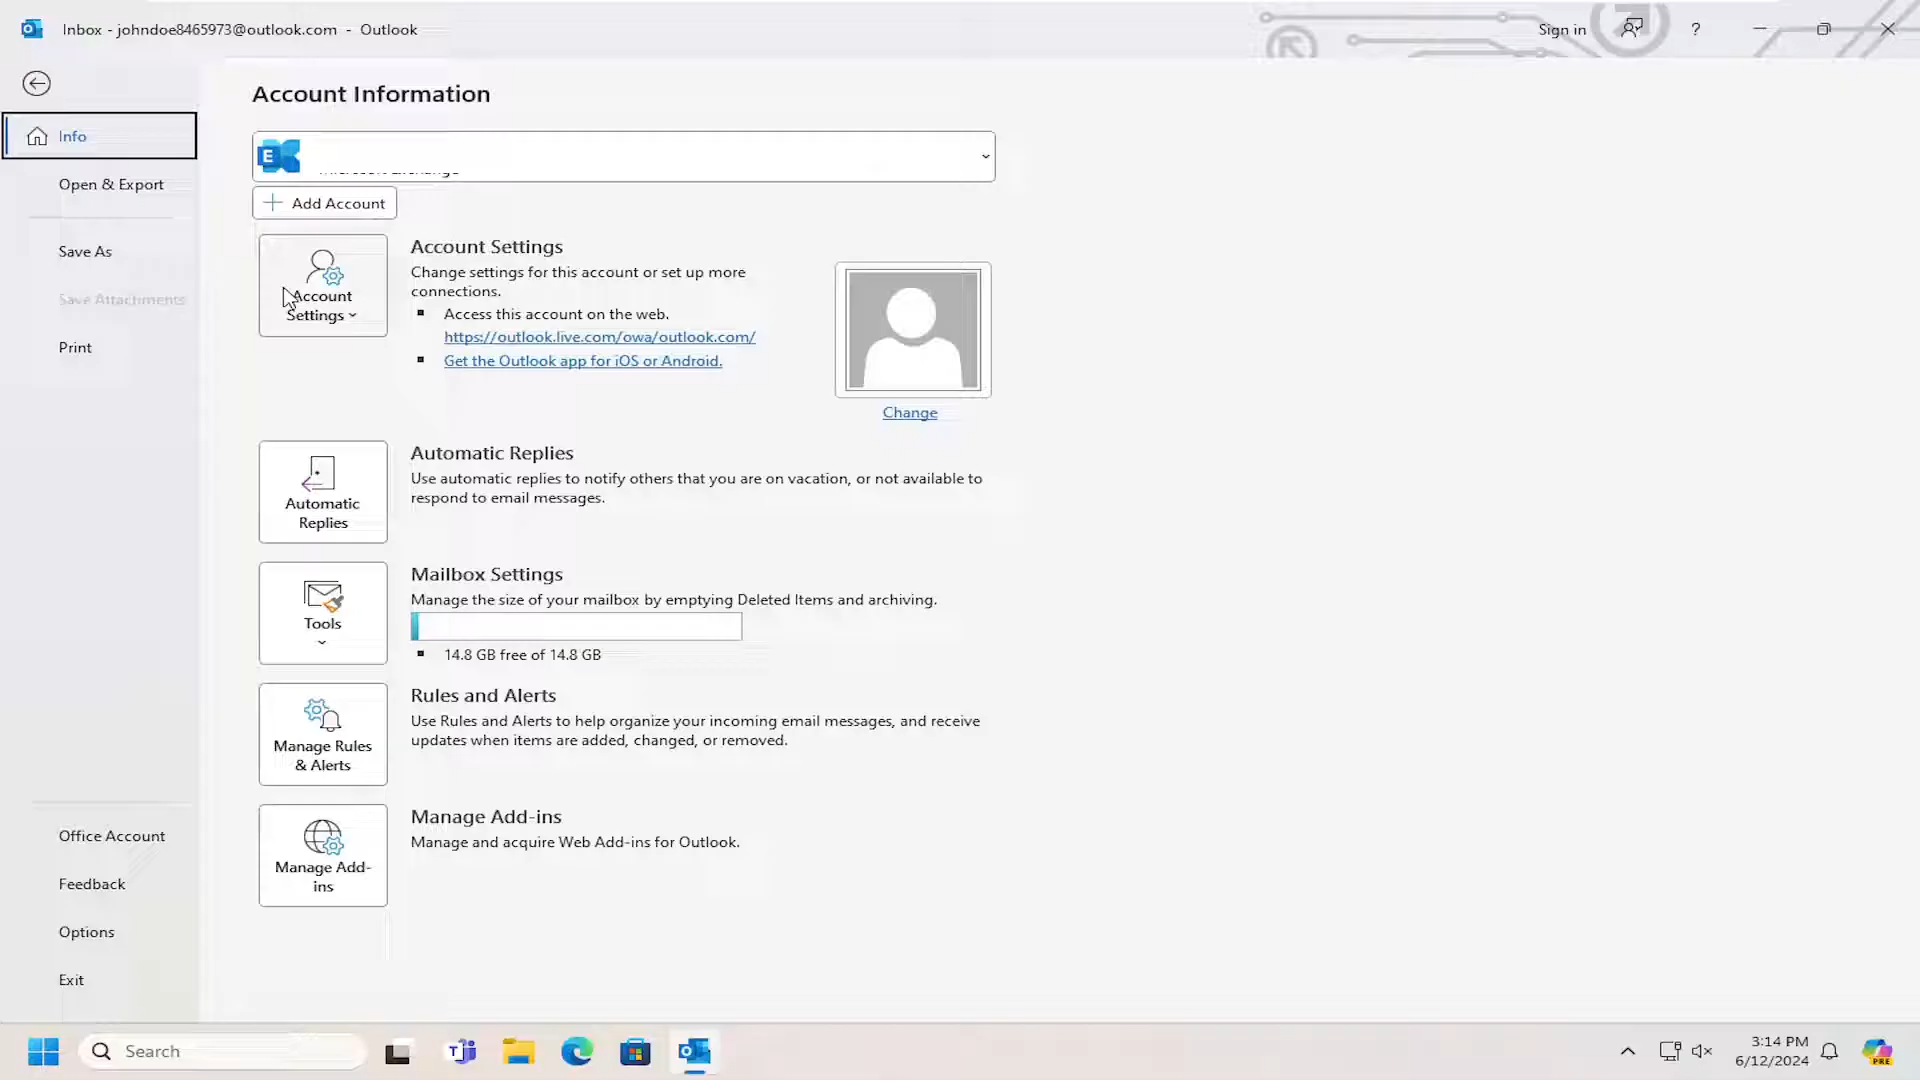 Inbox - johndoe8465973@outlook.com - Outlook
Sign in
?
Account Information
Info
E
Microsoft Exchange
Open & Export
Add Account
Save As
Save Attachments
Print
Account
Settings
Account Settings
Change settings for this account or set up more
connections.
Access this account on the web.
https://outlook.live.com/owa/outlook.com/
Get the Outlook app for iOS or Android.
Change
Automatic
Replies
Automatic Replies
Use automatic replies to notify others that you are on vacation, or not available to
respond to email messages.
Tools
Mailbox Settings
Manage the size of your mailbox by emptying Deleted Items and archiving.
14.8 GB free of 14.8 GB
Manage Rules
& Alerts
Rules and Alerts
Use Rules and Alerts to help organize your incoming email messages, and receive
updates when items are added, changed, or removed.
Manage Add-
ins
Manage Add-ins
Manage and acquire Web Add-ins for Outlook.
Office Account
Feedback
Options
Exit
Search
3:14 PM
6/12/2024
PRE